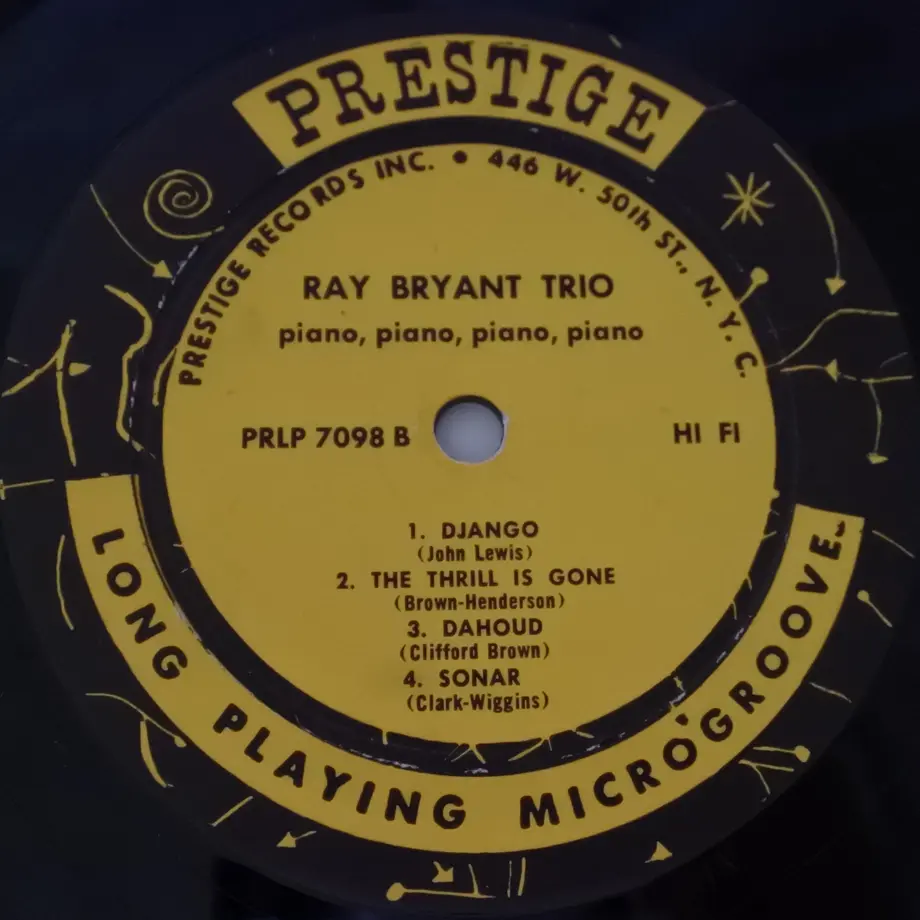 PRESTIGE
PRESTIGE RECORDS INC. • 446 W. 50th ST., N.Y.C.
RAY BRYANT TRIO
piano, piano, piano, piano
PRLP 7098 B
HI FI
1. DJANGO
(John Lewis)
2. THE THRILL IS GONE
(Brown-Henderson)
3. DAHOUD
(Clifford Brown)
4. SONAR
(Clark-Wiggins)
LONG PLAYING MICROGROOVE